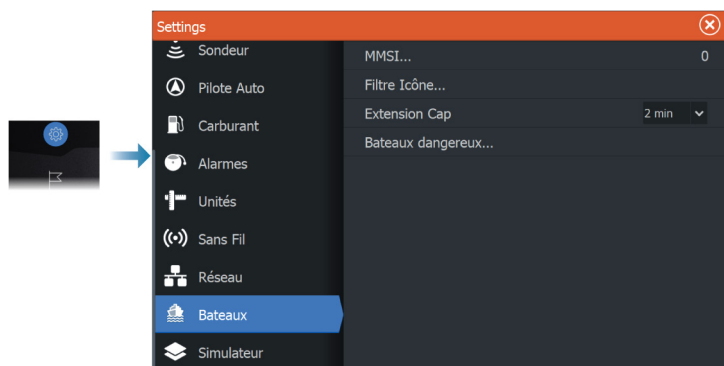 Settings
Sondeur
Pilote Auto
Carburant
Alarmes
Unités
Sans Fil
Réseau
Bateaux
Simulateur
MMSI... 0
Filtre Icône...
Extension Cap 2 min
Bateaux dangereux...